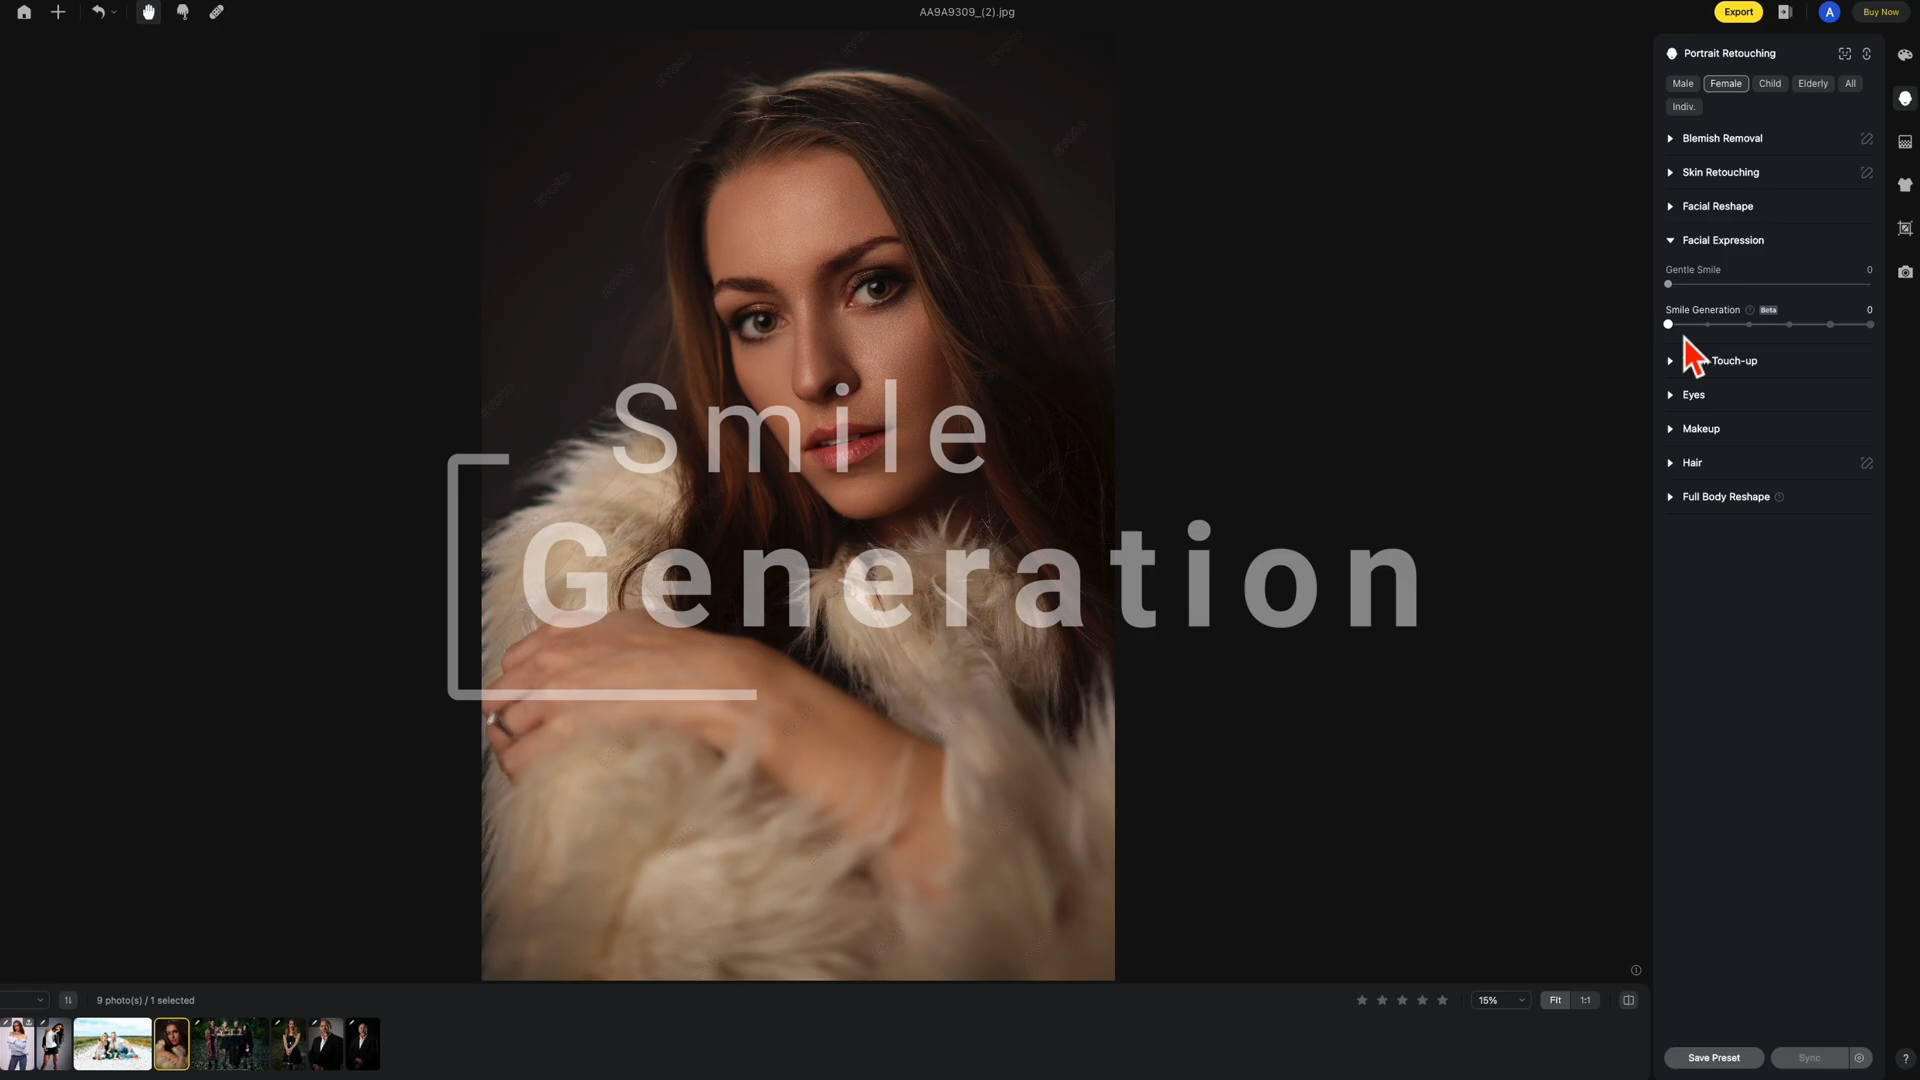 AA9A9309_(2).jpg
Export
A
Buy Now
Portrait Retouching
Male
Female
Child
Elderly
All
Indiv.
Blemish Removal
Skin Retouching
Facial Reshape
Facial Expression
Gentle Smile
0
Smile Generation
Beta
0
Touch-up
Eyes
Makeup
Hair
Full Body Reshape
Smile
Generation
9 photo(s) / 1 selected
15%
Fit
1:1
Save Preset
Sync
?